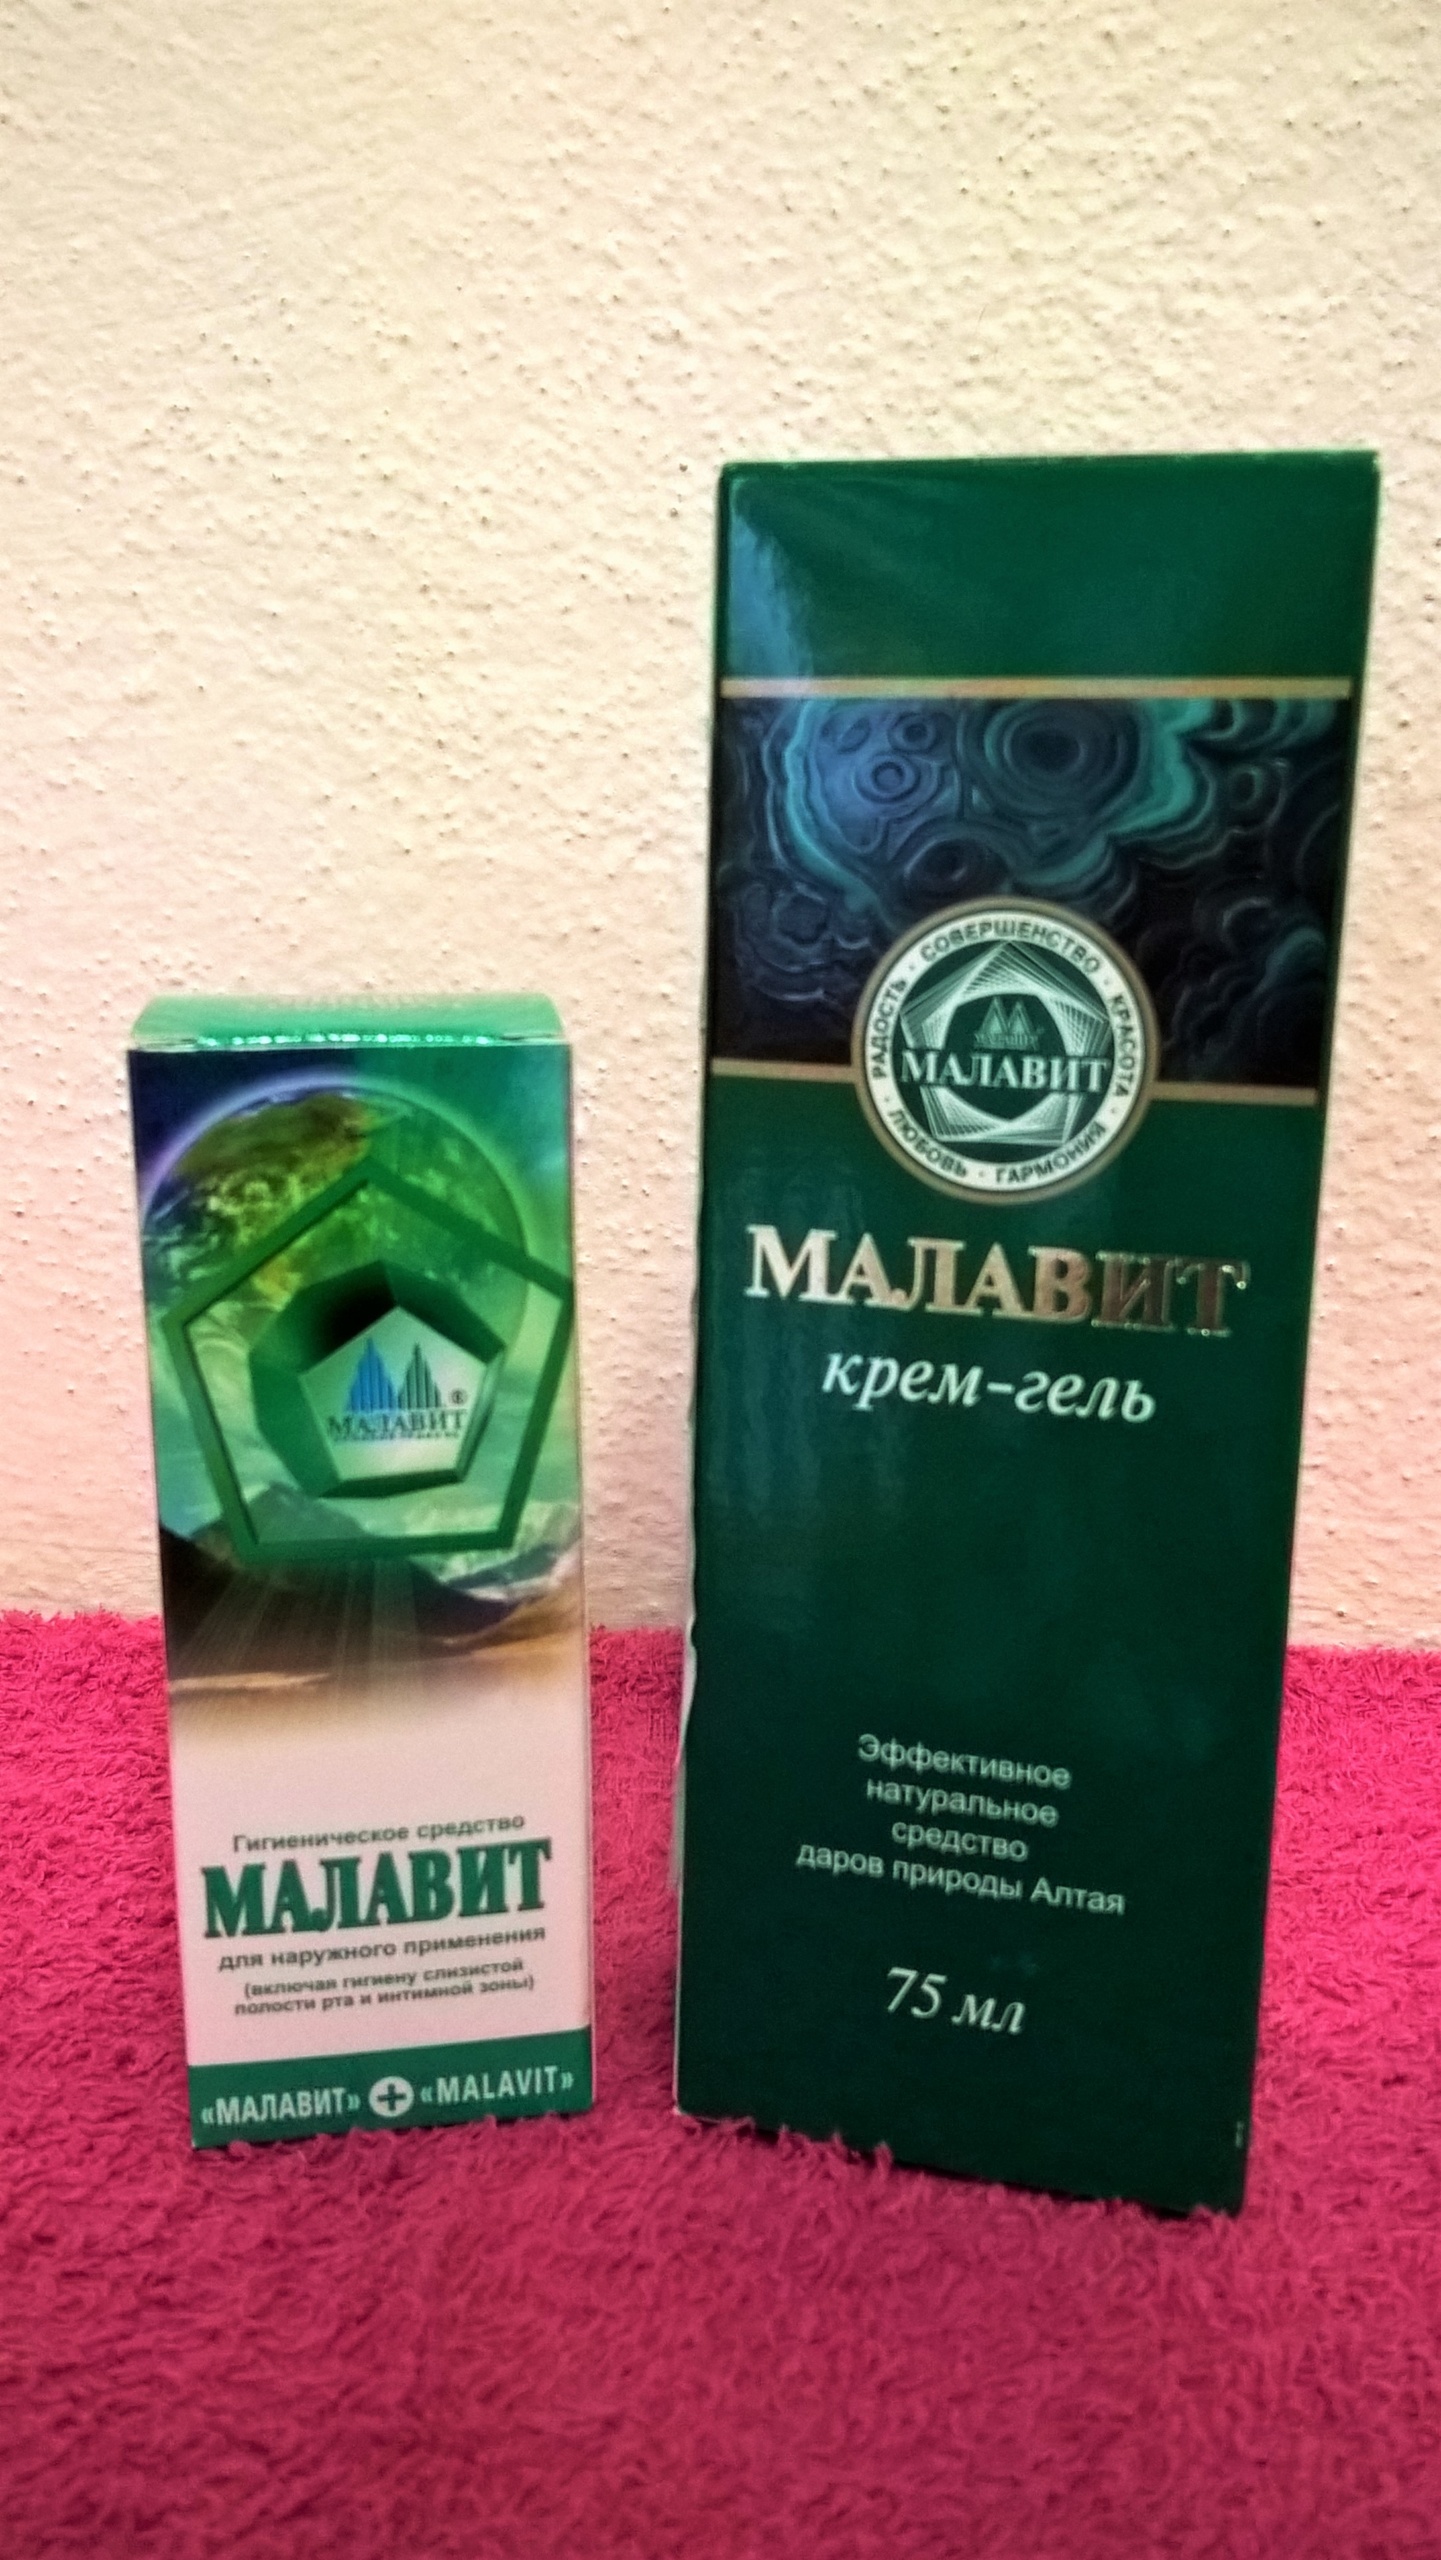 МАЛАВИТ
®
Гигиеническое средство
МАЛАВИТ
для наружного применения
(включая гигиену слизистой
полости рта и интимной зоны)
«МАЛАВИТ» «MALAVIT»
РАДОСТЬ · СОВЕРШЕНСТВО · КРАСОТА · ГАРМОНИЯ · ЛЮБОВЬ ·
МАЛАВИТ
МАЛАВИТ
крем-гель
Эффективное
натуральное
средство
даров природы Алтая
75 мл